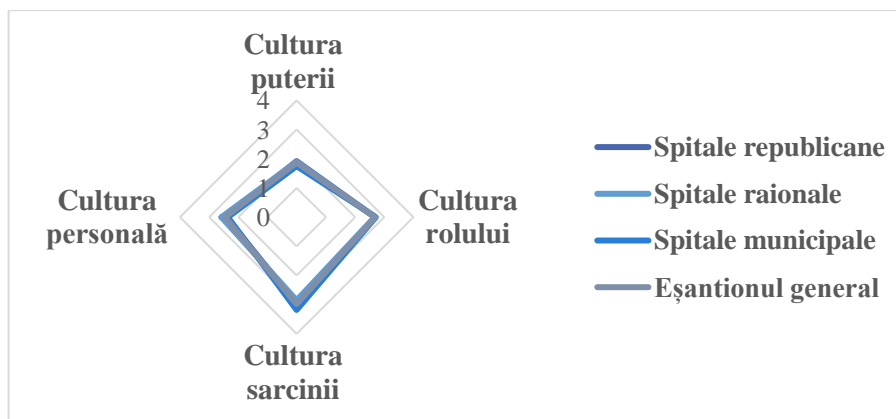 Cultura
puterii
4
3
2
1
0
Cultura
personală
Cultura
rolului
Cultura
sarcinii
Spitale republicane
Spitale raionale
Spitale municipale
Eșantionul general